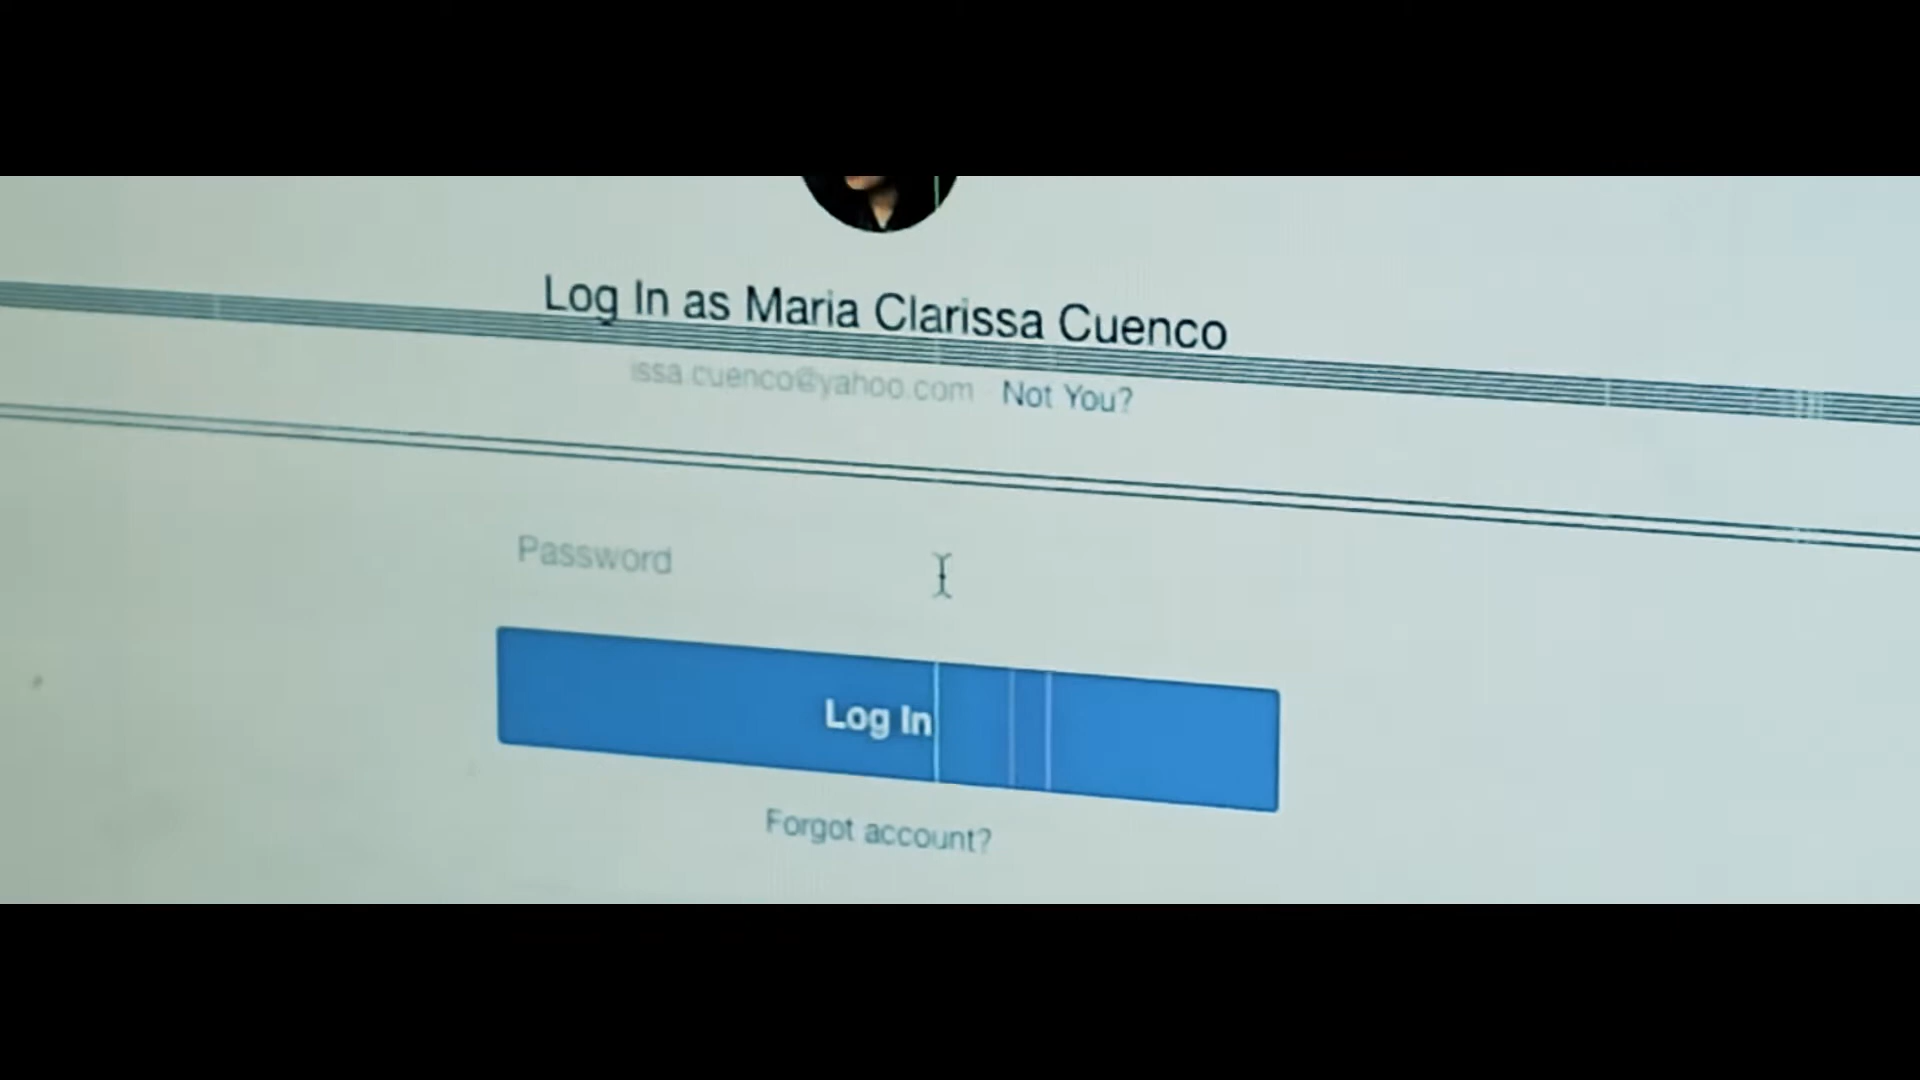 Log In as Maria Clarissa Cuenco
issa.cuenco@yahoo.com Not You?
Password
Log In
Forgot account?